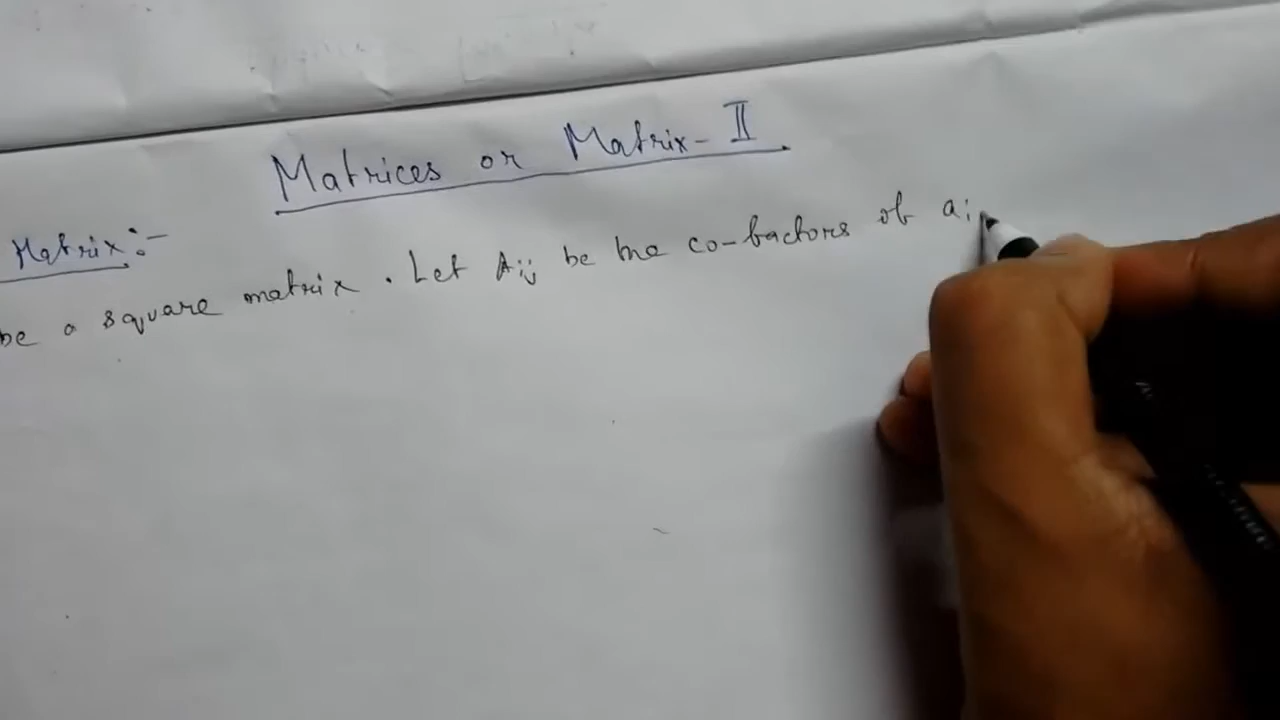 Matrices or Matrix - II
Matrix :-
be a square matrix . Let Aij be the co-factors of ai